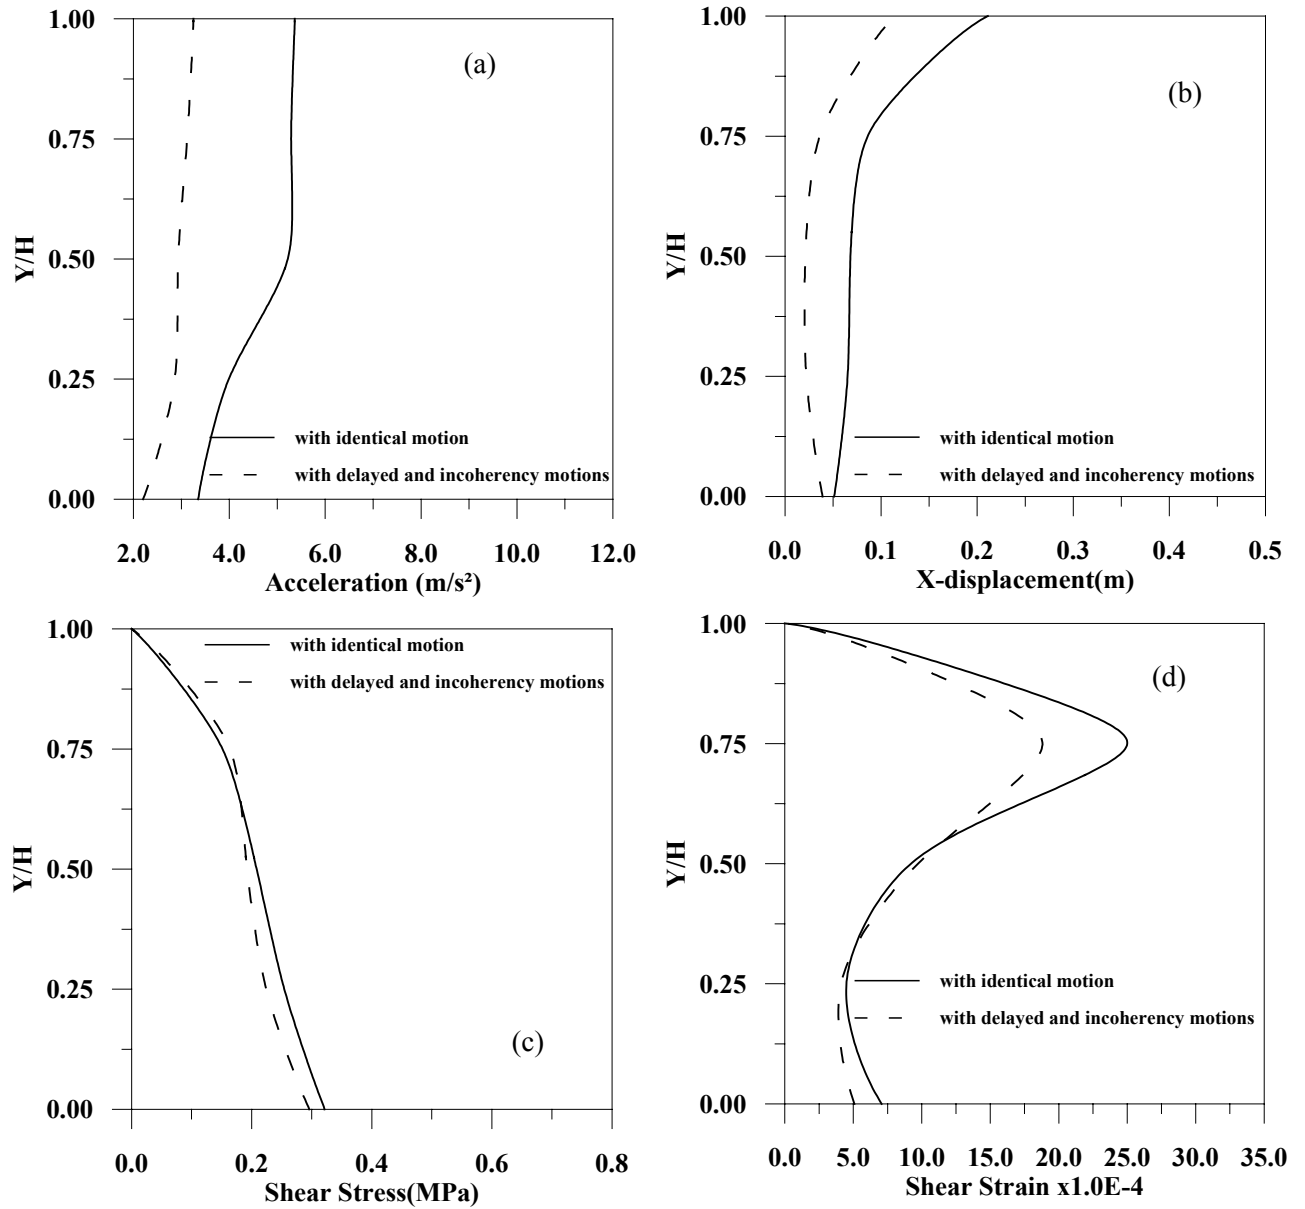 1.00
0.75
0.50
0.25
0.00
Y/H
(a)
with identical motion
with delayed and incoherency motions
2.0 4.0 6.0 8.0 10.0 12.0
Acceleration (m/s²)
1.00
0.75
0.50
0.25
0.00
Y/H
(b)
with identical motion
with delayed and incoherency motions
0.0 0.1 0.2 0.3 0.4 0.5
X-displacement(m)
1.00
0.75
0.50
0.25
0.00
Y/H
with identical motion
with delayed and incoherency motions
(c)
0.0 0.2 0.4 0.6 0.8
Shear Stress(MPa)
1.00
0.75
0.50
0.25
0.00
Y/H
(d)
with identical motion
with delayed and incoherency motions
0.0 5.0 10.0 15.0 20.0 25.0 30.0 35.0
Shear Strain x1.0E-4